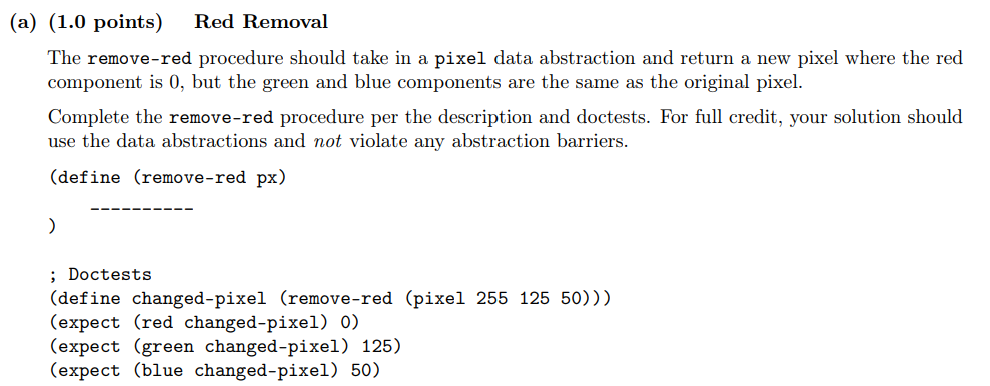 (a) (1.0 points) Red Removal
The remove-red procedure should take in a pixel data abstraction and return a new pixel where the red
component is 0, but the green and blue components are the same as the original pixel.
Complete the remove-red procedure per the description and doctests. For full credit, your solution should
use the data abstractions and not violate any abstraction barriers.
(define (remove-red px)
__________
)
; Doctests
(define changed-pixel (remove-red (pixel 255 125 50)))
(expect (red changed-pixel) 0)
(expect (green changed-pixel) 125)
(expect (blue changed-pixel) 50)